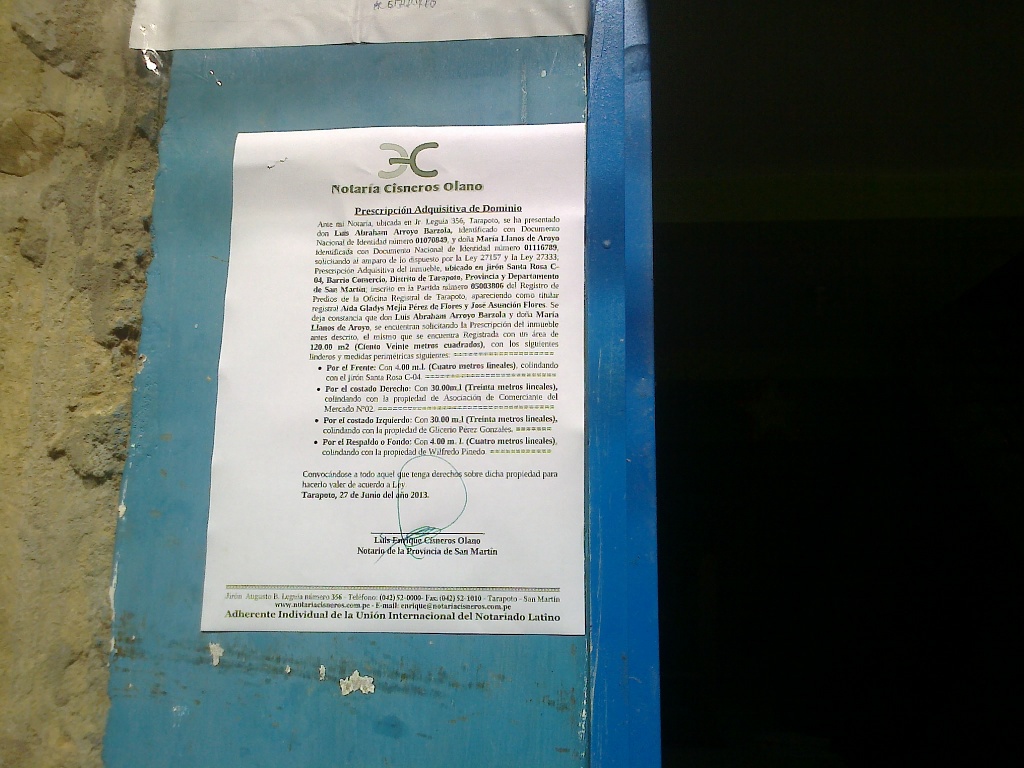 Notaría Cisneros Olano
Prescripción Adquisitiva de Dominio
Ante mi Notaría, ubicada en Jr. Leguía 356, Tarapoto, se ha presentado
don Luis Abraham Arroyo Barzola, identificado con Documento
Nacional de Identidad número 01070849, y doña María Llanos de Aroyo
Identificada con Documento Nacional de Identidad número 01116789,
solicitando al amparo de lo dispuesto por la Ley 27157 y la Ley 27333,
Prescripción Adquisitiva del inmueble, ubicado en jirón Santa Rosa C-
04, Barrio Comercio, Distrito de Tarapoto, Provincia y Departamento
de San Martín; inscrito en la Partida número 05003806 del Registro de
Predios de la Oficina Registral de Tarapoto, apareciendo como titular
registral Aida Gladys Mejía Pérez de Flores y José Asunción Flores. Se
deja constancia que don Luis Abraham Arroyo Barzola y doña María
Llanos de Aroyo, se encuentran solicitando la Prescripción del inmueble
antes descrito, el mismo que se encuentra Registrada con un área de
120.00 m2 (Ciento Veinte metros cuadrados), con los siguientes
linderos y medidas perimétricas siguientes: ====================
• Por el Frente: Con 4.00 m.l. (Cuatro metros lineales), colindando
con el jirón Santa Rosa C-04. ==========================
• Por el costado Derecho: Con 30.00m.l (Treinta metros lineales),
colindando con la propiedad de Asociación de Comerciante del
Mercado Nº02. ====================================
• Por el costado Izquierdo: Con 30.00 m.l (Treinta metros lineales),
colindando con la propiedad de Glicerio Perez Gonzales. =======
• Por el Respaldo o Fondo: Con 4.00 m. l. (Cuatro metros lineales),
colindando con la propiedad de Wilfredo Pinedo. ============
Convocándose a todo aquel que tenga derechos sobre dicha propiedad para
hacerlo valer de acuerdo a Ley.
Tarapoto, 27 de Junio del año 2013.
Luis Enrique Cisneros Olano
Notario de la Provincia de San Martín
Jirón Augusto B. Leguía número 356 - Teléfono: (042) 52-0000- Fax: (042) 52-1010 - Tarapoto - San Martín
www.notariacisneros.com.pe - E-mail: enrique@notariacisneros.com.pe
Adherente Individual de la Unión Internacional del Notariado Latino